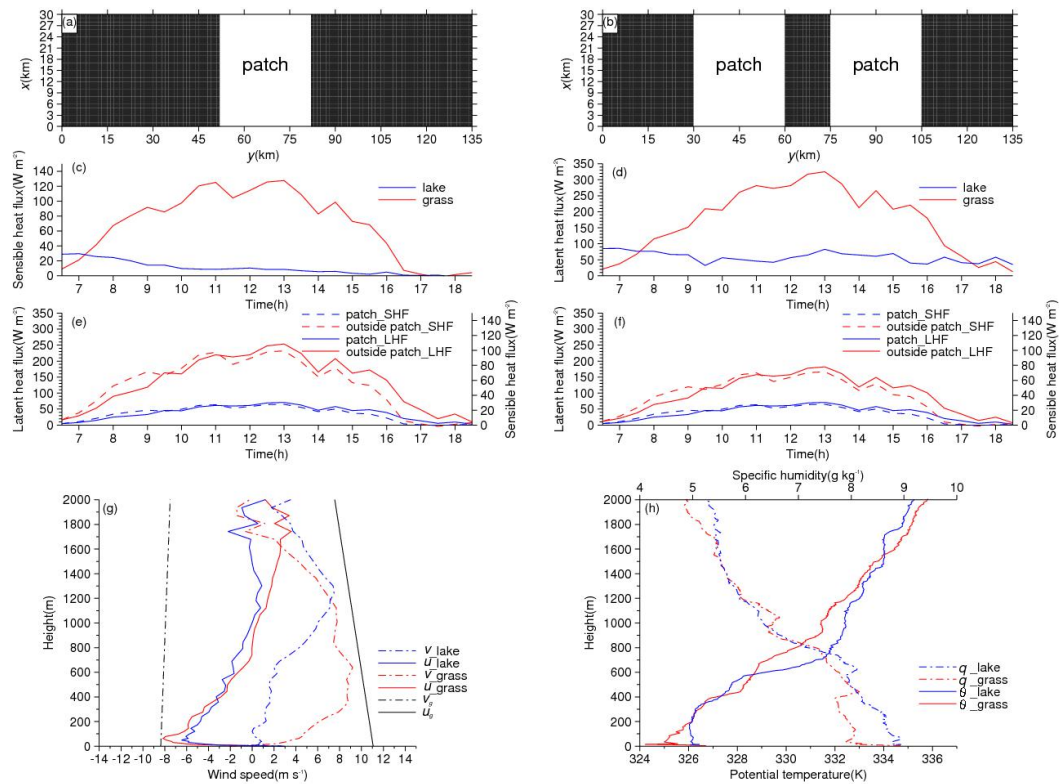 (a)
patch
x(km)
30 27 24 21 18 15 12 9 6 3 0
0 15 30 45 60 75 90 105 120 135
y(km)
(b)
patch patch
x(km)
30 27 24 21 18 15 12 9 6 3 0
0 15 30 45 60 75 90 105 120 135
y(km)
(c)
Sensible heat flux(W m⁻²)
140 120 100 80 60 40 20 0
lake
grass
7 8 9 10 11 12 13 14 15 16 17 18
Time(h)
(d)
Latent heat flux(W m⁻²)
350 300 250 200 150 100 50 0
lake
grass
7 8 9 10 11 12 13 14 15 16 17 18
Time(h)
(e)
Latent heat flux(W m⁻²)
350 300 250 200 150 100 50 0
patch_SHF
outside patch_SHF
patch_LHF
outside patch_LHF
140 120 100 80 60 40 20 0
Sensible heat flux(W m⁻²)
7 8 9 10 11 12 13 14 15 16 17 18
Time(h)
(f)
Latent heat flux(W m⁻²)
350 300 250 200 150 100 50 0
patch_SHF
outside patch_SHF
patch_LHF
outside patch_LHF
140 120 100 80 60 40 20 0
Sensible heat flux(W m⁻²)
7 8 9 10 11 12 13 14 15 16 17 18
Time(h)
(g)
Height(m)
2000 1800 1600 1400 1200 1000 800 600 400 200 0
v_lake
u_lake
v_grass
u_grass
v_g
u_g
-14 -12 -10 -8 -6 -4 -2 0 2 4 6 8 10 12 14
Wind speed(m s⁻¹)
Specific humidity(g kg⁻¹)
4 5 6 7 8 9 10
(h)
Height(m)
2000 1800 1600 1400 1200 1000 800 600 400 200 0
q_lake
q_grass
θ_lake
θ_grass
324 326 328 330 332 334 336
Potential temperature(K)